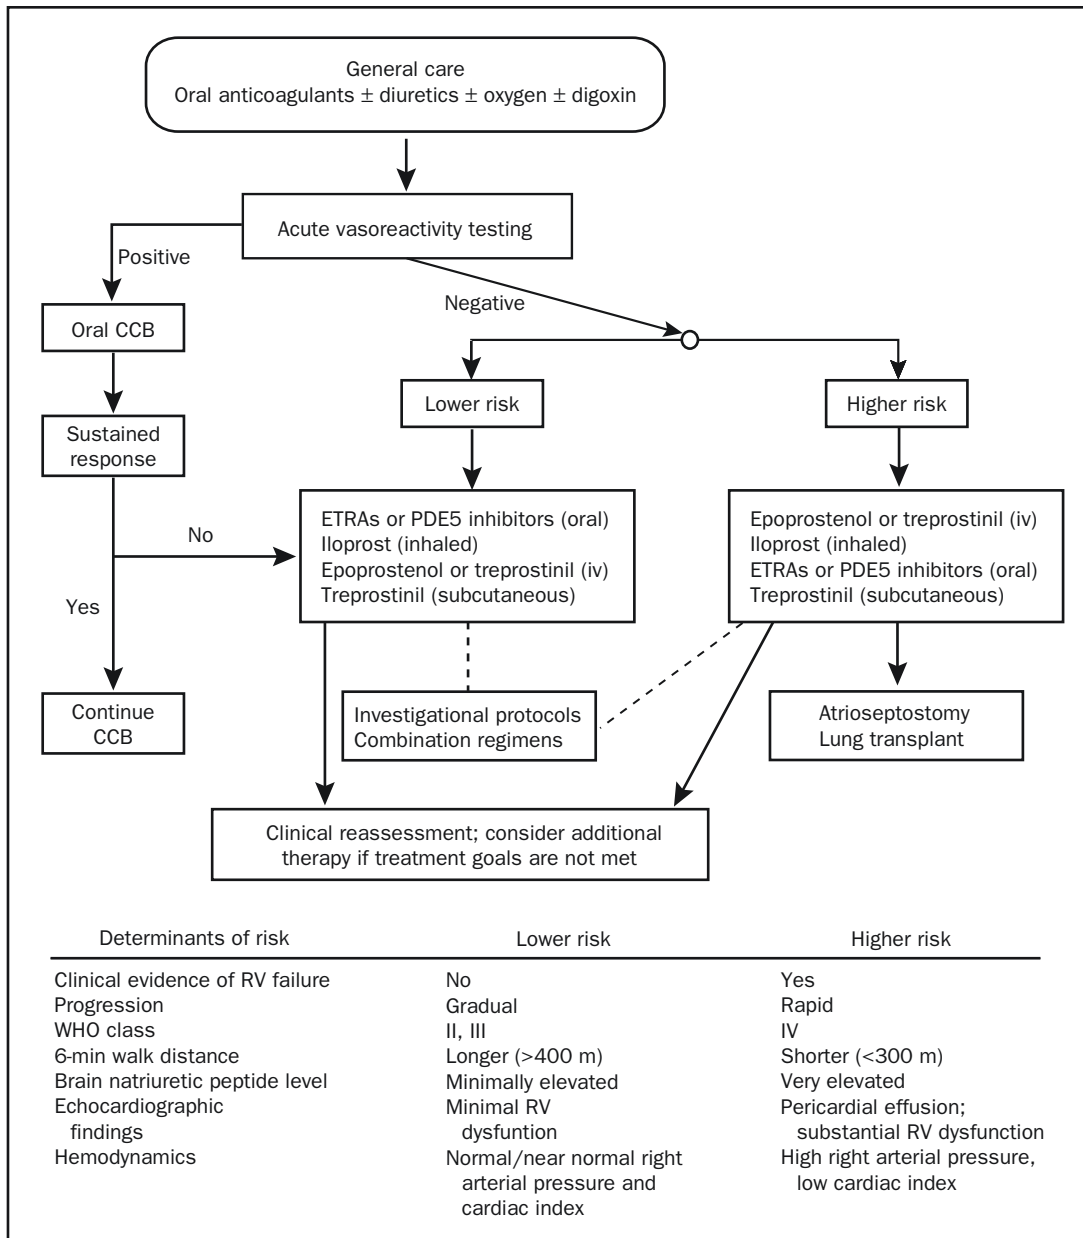 General care
Oral anticoagulants ± diuretics ± oxygen ± digoxin
Acute vasoreactivity testing
Positive
Negative
Oral CCB
Lower risk
Higher risk
Sustained
response
ETRAs or PDE5 inhibitors (oral)
Iloprost (inhaled)
Epoprostenol or treprostinil (iv)
Treprostinil (subcutaneous)
Epoprostenol or treprostinil (iv)
Iloprost (inhaled)
ETRAs or PDE5 inhibitors (oral)
Treprostinil (subcutaneous)
No
Yes
Continue
CCB
Investigational protocols
Combination regimens
Atrioseptostomy
Lung transplant
Clinical reassessment; consider additional
therapy if treatment goals are not met
Determinants of risk Lower risk Higher risk
Clinical evidence of RV failure No Yes
Progression Gradual Rapid
WHO class II, III IV
6-min walk distance Longer (>400 m) Shorter (<300 m)
Brain natriuretic peptide level Minimally elevated Very elevated
Echocardiographic Minimal RV Pericardial effusion;
findings dysfuntion substantial RV dysfunction
Hemodynamics Normal/near normal right High right arterial pressure,
arterial pressure and low cardiac index
cardiac index